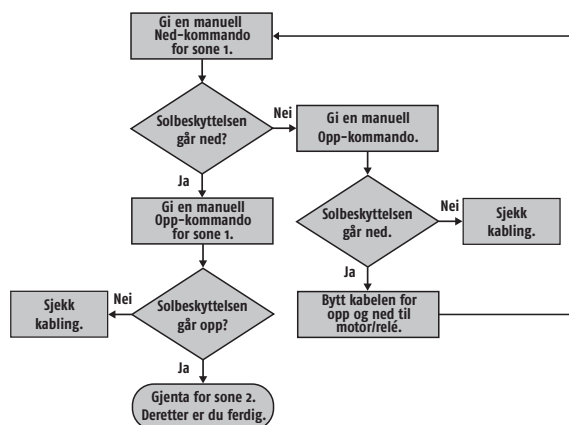 Gi en manuell
Ned-kommando
for sone 1.
Solbeskyttelsen
går ned?
Nei
Gi en manuell
Opp-kommando.
Ja
Gi en manuell
Opp-kommando
for sone 1.
Solbeskyttelsen
går ned.
Nei
Sjekk
kabling.
Ja
Bytt kabelen for
opp og ned til
motor/relé.
Solbeskyttelsen
går opp?
Nei
Sjekk
kabling.
Ja
Gjenta for sone 2.
Deretter er du ferdig.